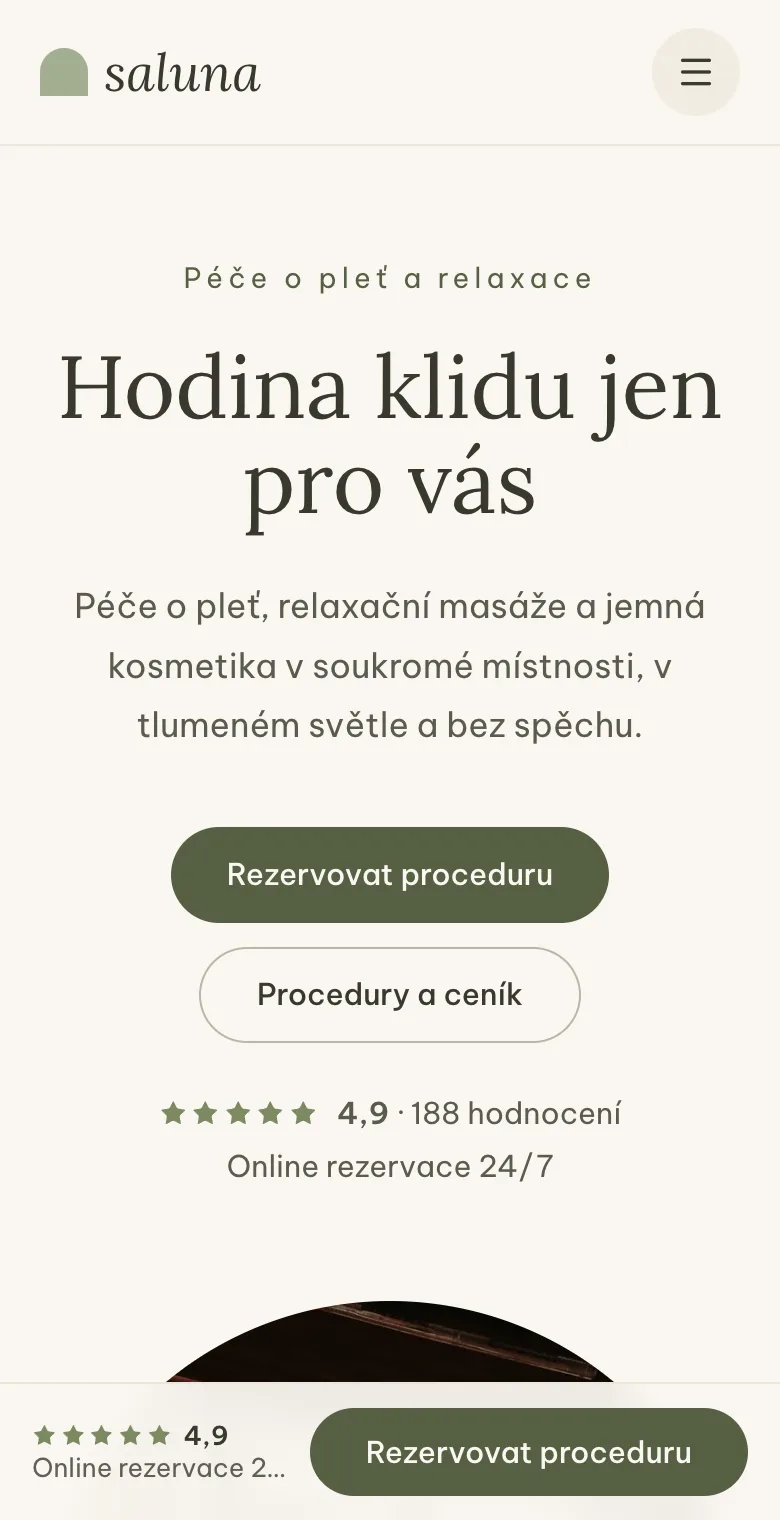 saluna
Péče o pleť a relaxace
Hodina klidu jen
pro vás
Péče o pleť, relaxační masáže a jemná
kosmetika v soukromé místnosti, v
tlumeném světle a bez spěchu.
Rezervovat proceduru
Procedury a ceník
4,9 · 188 hodnocení
Online rezervace 24/7
4,9
Online rezervace 2...
Rezervovat proceduru